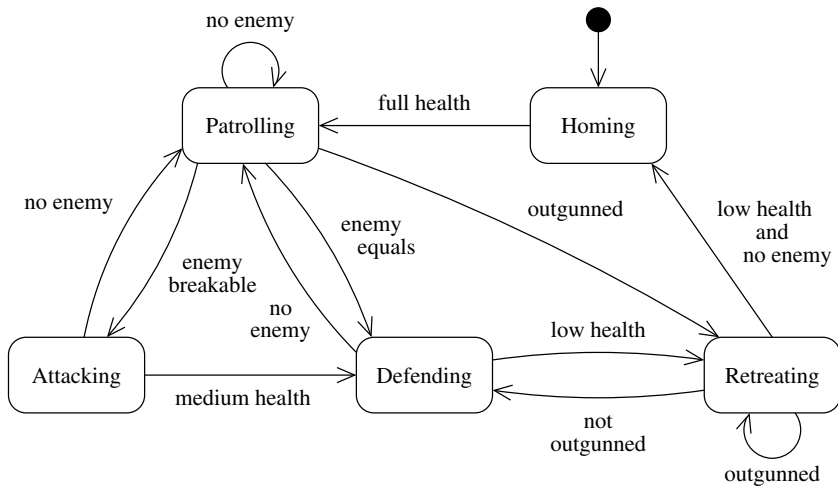 no enemy
full health
Patrolling
Homing
no enemy
enemy
breakable
enemy
equals
outgunned
low health
and
no enemy
no
enemy
low health
Attacking
medium health
Defending
Retreating
not
outgunned
outgunned